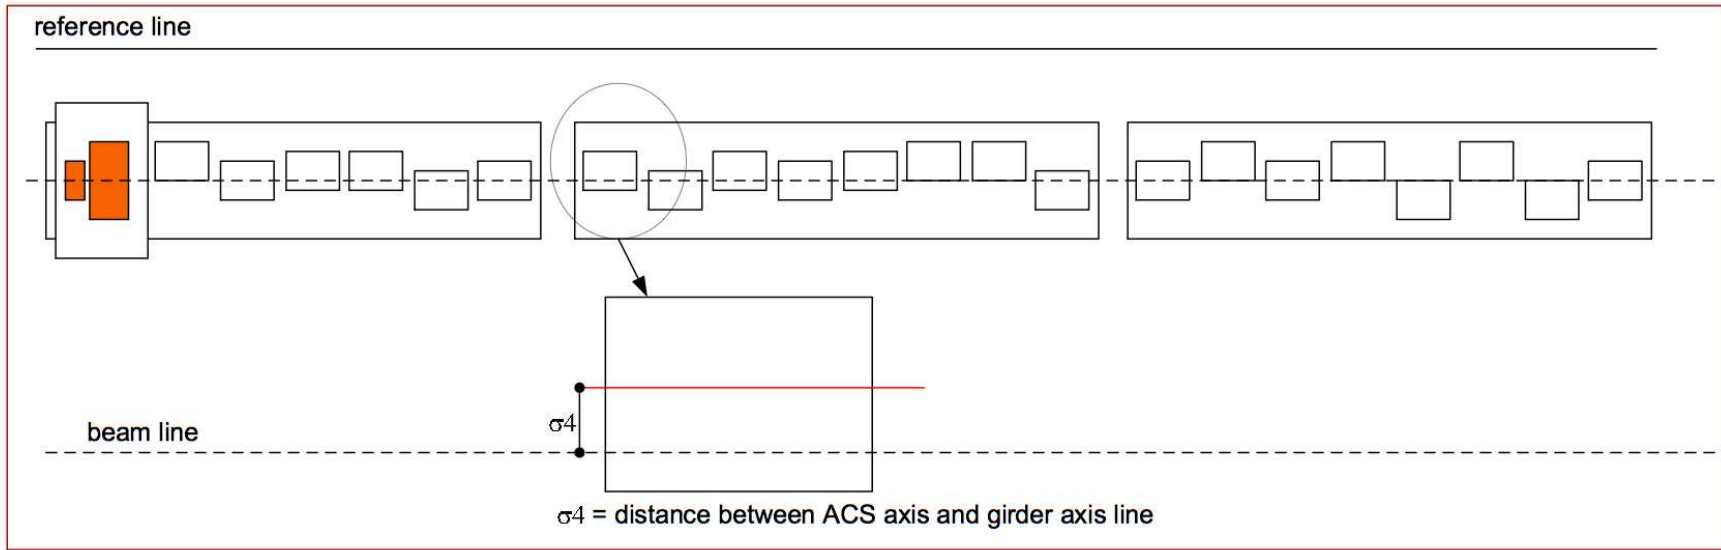 reference line
σ4
beam line
σ4 = distance between ACS axis and girder axis line